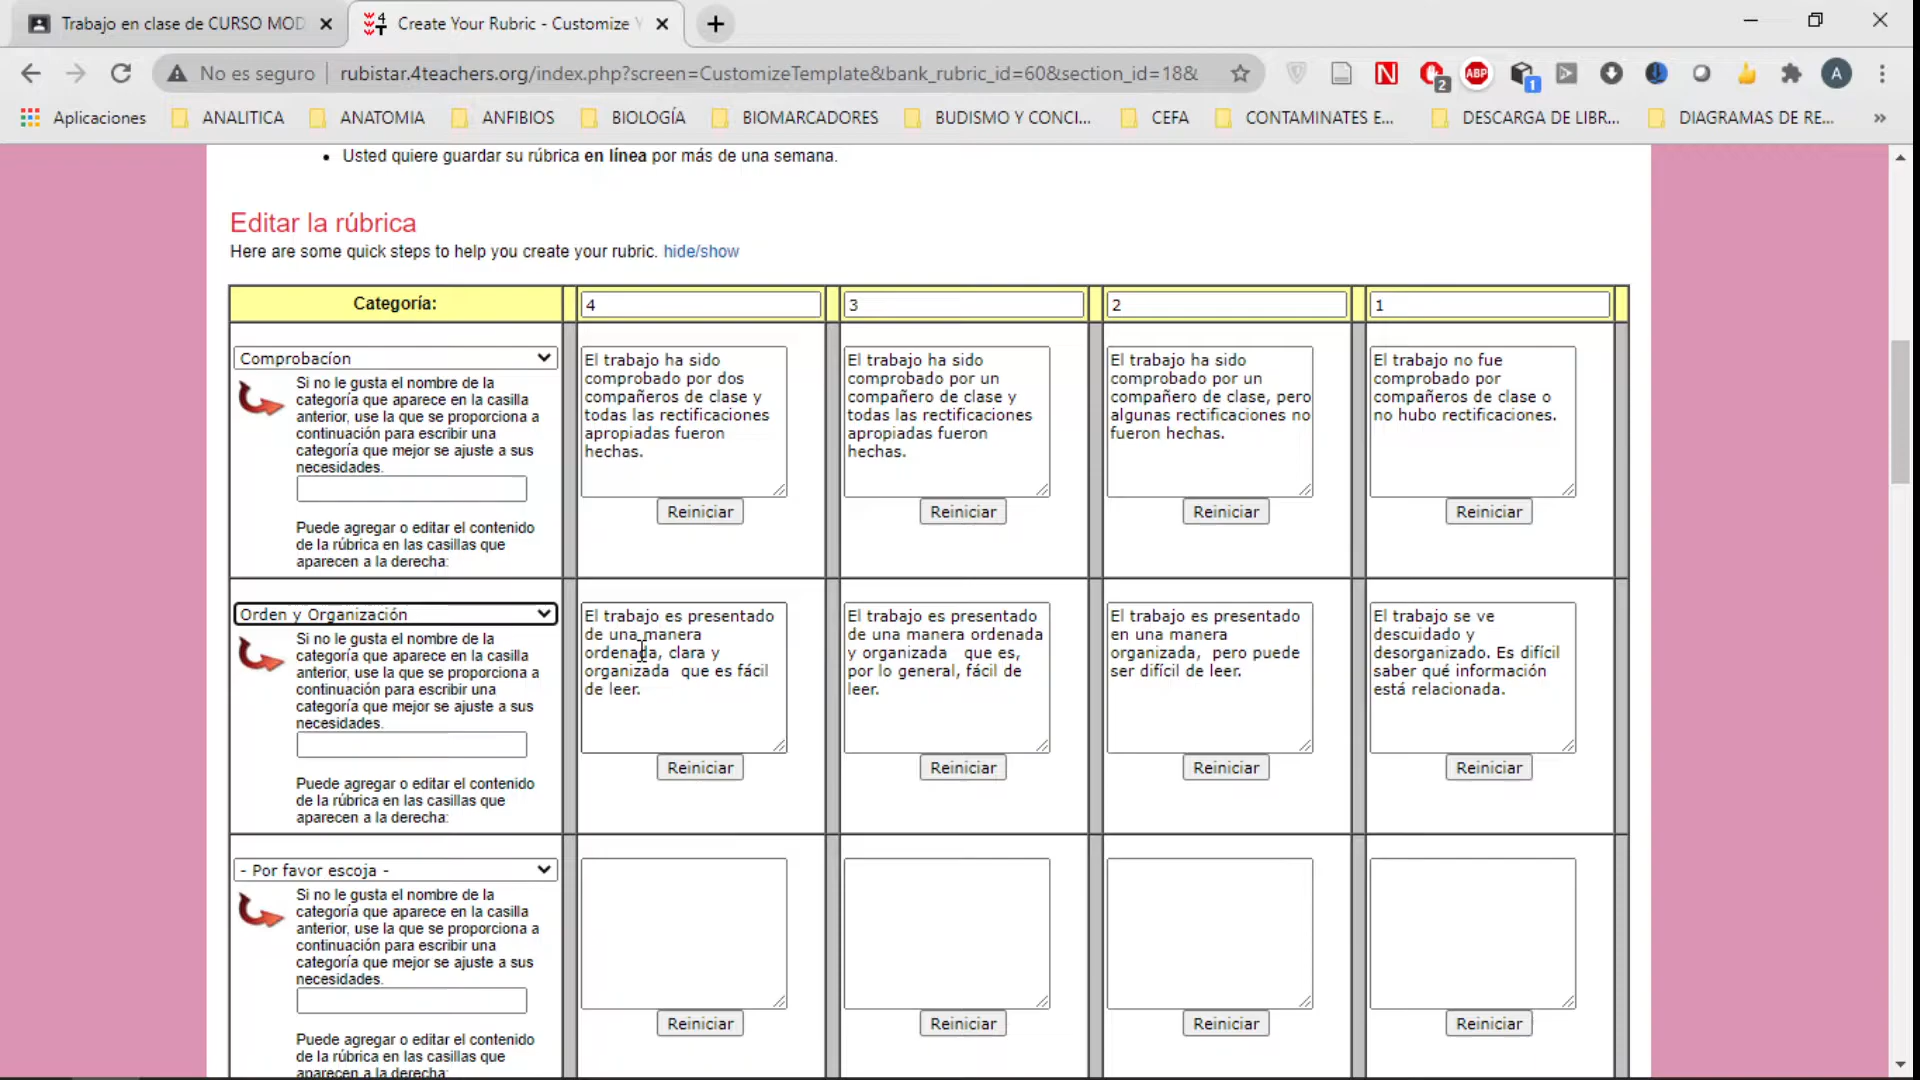 Trabajo en clase de CURSO MOD
Create Your Rubric - Customize Y
No es seguro
rubistar.4teachers.org/index.php?screen=CustomizeTemplate&bank_rubric_id=60&section_id=18&
N
2
ABP
1
A
Aplicaciones
ANALITICA
ANATOMIA
ANFIBIOS
BIOLOGÍA
BIOMARCADORES
BUDISMO Y CONCI...
CEFA
CONTAMINATES E...
DESCARGA DE LIBR...
DIAGRAMAS DE RE...
»
• Usted quiere guardar su rúbrica en línea por más de una semana.
Editar la rúbrica
Here are some quick steps to help you create your rubric. hide/show
Categoría:
4
3
2
1
Comprobacíon
Si no le gusta el nombre de la
categoría que aparece en la casilla
anterior, use la que se proporciona a
continuación para escribir una
categoría que mejor se ajuste a sus
necesidades.
Puede agregar o editar el contenido
de la rúbrica en las casillas que
aparecen a la derecha:
El trabajo ha sido
comprobado por dos
compañeros de clase y
todas las rectificaciones
apropiadas fueron
hechas.
Reiniciar
El trabajo ha sido
comprobado por un
compañero de clase y
todas las rectificaciones
apropiadas fueron
hechas.
Reiniciar
El trabajo ha sido
comprobado por un
compañero de clase, pero
algunas rectificaciones no
fueron hechas.
Reiniciar
El trabajo no fue
comprobado por
compañeros de clase o
no hubo rectificaciones.
Reiniciar
Orden y Organización
Si no le gusta el nombre de la
categoría que aparece en la casilla
anterior, use la que se proporciona a
continuación para escribir una
categoría que mejor se ajuste a sus
necesidades.
Puede agregar o editar el contenido
de la rúbrica en las casillas que
aparecen a la derecha:
El trabajo es presentado
de una manera
ordenada, clara y
organizada que es fácil
de leer.
Reiniciar
El trabajo es presentado
de una manera ordenada
y organizada que es,
por lo general, fácil de
leer.
Reiniciar
El trabajo es presentado
en una manera
organizada, pero puede
ser difícil de leer.
Reiniciar
El trabajo se ve
descuidado y
desorganizado. Es difícil
saber qué información
está relacionada.
Reiniciar
- Por favor escoja -
Si no le gusta el nombre de la
categoría que aparece en la casilla
anterior, use la que se proporciona a
continuación para escribir una
categoría que mejor se ajuste a sus
necesidades.
Puede agregar o editar el contenido
de la rúbrica en las casillas que
aparecen a la derecha:
Reiniciar
Reiniciar
Reiniciar
Reiniciar